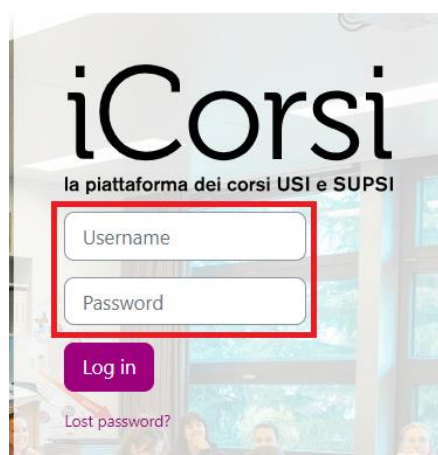 iCorsi
la piattaforma dei corsi USI e SUPSI
Username
Password
Log in
Lost password?